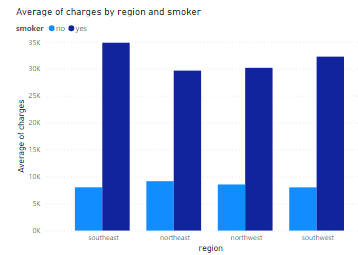 Average of charges by region and smoker
smoker no yes
35K
30K
25K
20K
15K
10K
5K
0K
Average of charges
southeast northeast northwest southwest
region